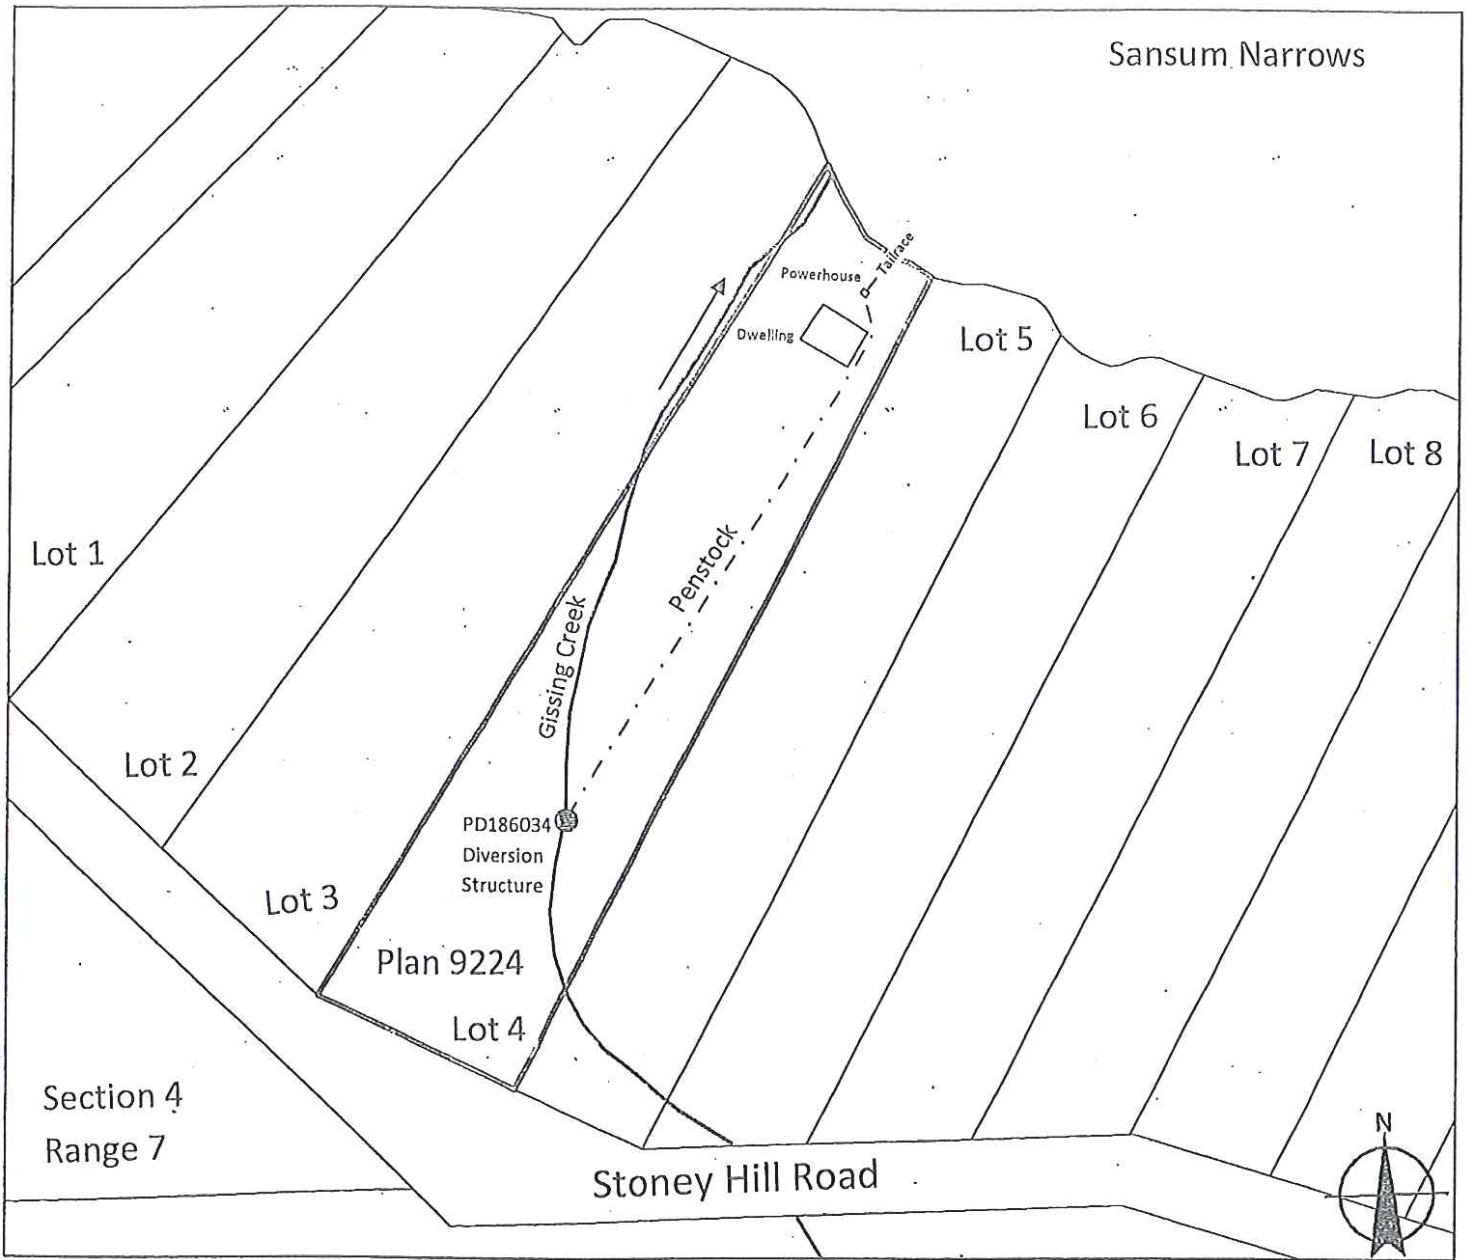 Sansum Narrows
Tailrace
Powerhouse
Dwelling
Lot 5
Lot 6
Lot 7
Lot 8
Lot 1
Penstock
Gissing Creek
Lot 2
PD186034
Diversion
Structure
Lot 3
Plan 9224
Lot 4
Section 4
Range 7
Stoney Hill Road
N